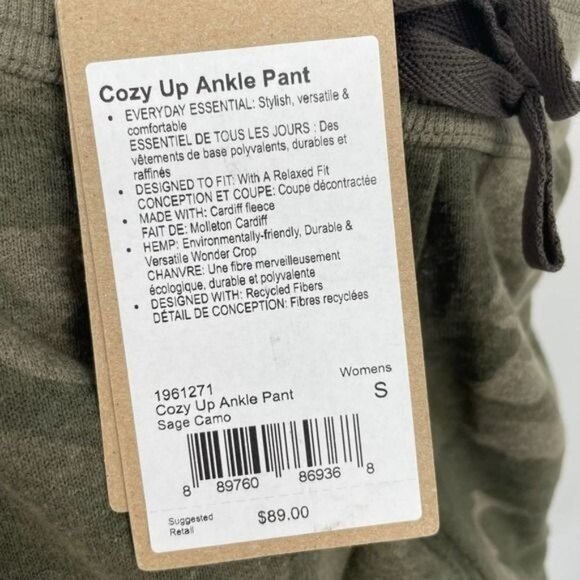 Cozy Up Ankle Pant
• EVERYDAY ESSENTIAL: Stylish, versatile &
comfortable
ESSENTIEL DE TOUS LES JOURS : Des
vêtements de base polyvalents, durables et
raffinés
• DESIGNED TO FIT: With A Relaxed Fit
CONCEPTION ET COUPE: Coupe décontractée
• MADE WITH: Cardiff fleece
FAIT DE: Molleton Cardiff
• HEMP: Environmentally-friendly, Durable &
Versatile Wonder Crop
CHANVRE: Une fibre merveilleusement
écologique, durable et polyvalente
• DESIGNED WITH: Recycled Fibers
DÉTAIL DE CONCEPTION: Fibres recyclées
1961271
Cozy Up Ankle Pant
Sage Camo
Womens
S
8 89760 86936 8
Suggested
Retail
$89.00